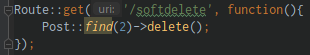 Route::get( uri: '/softdelete', function(){
    Post::find(2)->delete();
});